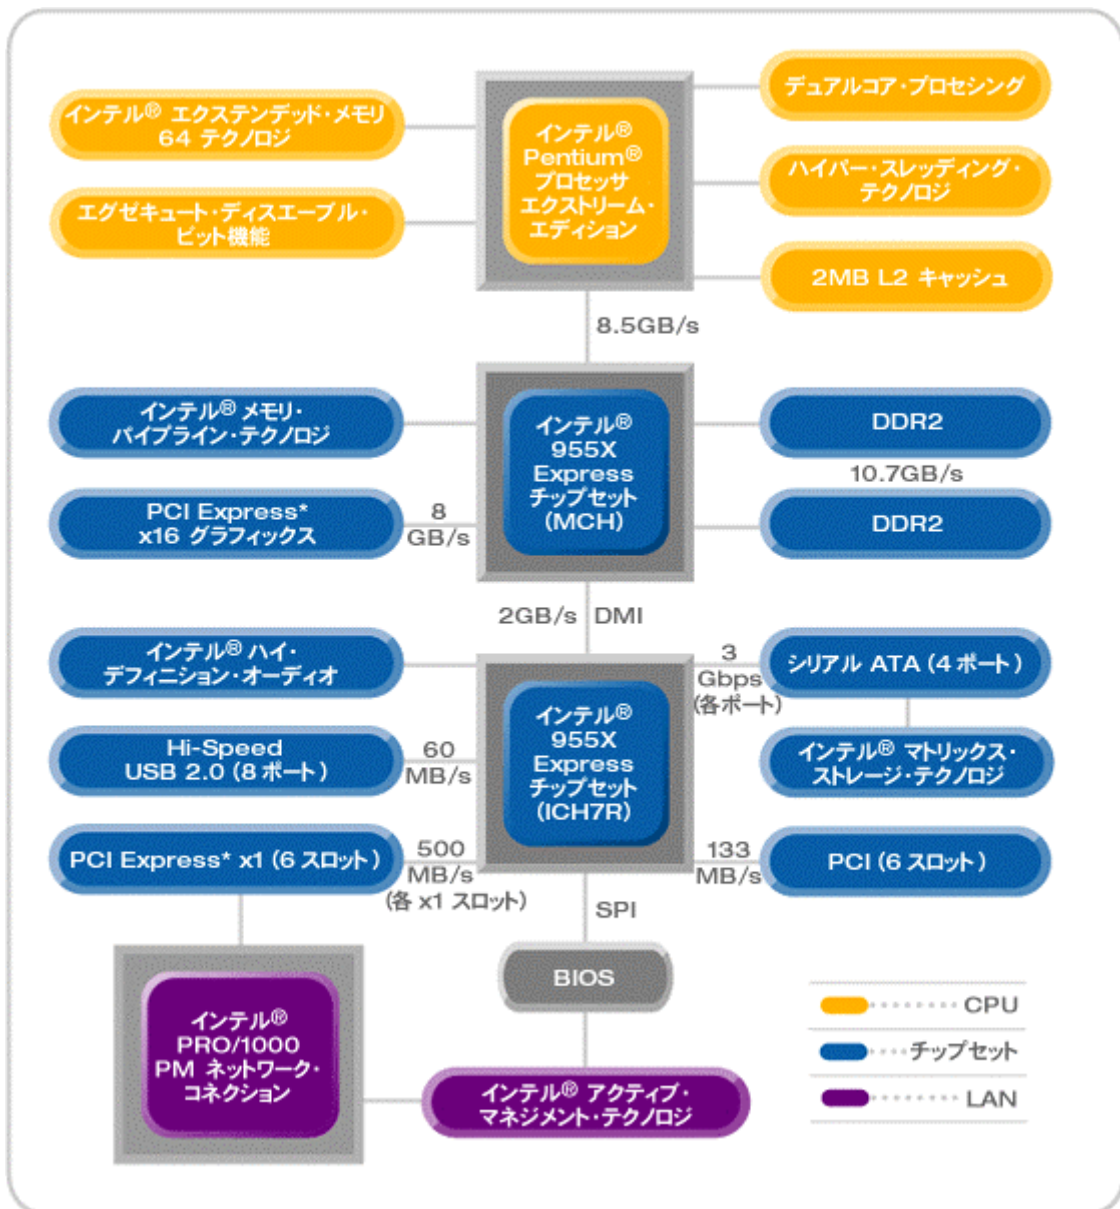 インテル® エクステンデッド・メモリ
64 テクノロジ
エグゼキュート・ディスエーブル・
ビット機能
インテル®
Pentium®
プロセッサ
エクストリーム・
エディション
デュアルコア・プロセシング
ハイパー・スレッディング・
テクノロジ
2MB L2 キャッシュ
8.5GB/s
インテル® メモリ・
パイプライン・テクノロジ
PCI Express*
x16 グラフィックス
8
GB/s
インテル®
955X
Express
チップセット
(MCH)
DDR2
10.7GB/s
DDR2
2GB/s
DMI
インテル® ハイ・
デフィニション・オーディオ
Hi-Speed
USB 2.0 (8 ポート)
60
MB/s
PCI Express* x1 (6 スロット)
500
MB/s
(各 x1 スロット)
インテル®
955X
Express
チップセット
(ICH7R)
3
Gbps
(各ポート)
シリアル ATA (4 ポート)
インテル® マトリックス・
ストレージ・テクノロジ
133
MB/s
PCI (6 スロット)
SPI
BIOS
インテル®
PRO/1000
PM ネットワーク・
コネクション
インテル® アクティブ・
マネジメント・テクノロジ
CPU
チップセット
LAN